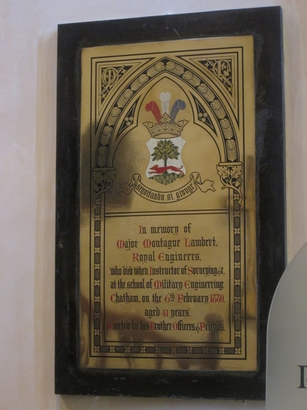 In memory of
Major Montague Lambert,
Royal Engineers,
who died when Instructor of Surveying &c.
at the school of Military Engineering
Chatham, on the 6th February
aged 41 years.
Erected by his Brother Officers, & Friends.